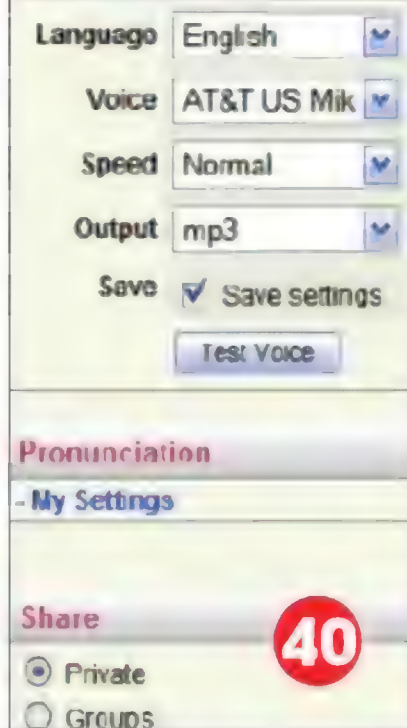 Language English
Voice AT&T US Mik
Speed Normal
Output mp3
Save Save settings
Test Voice
Pronunciation
- My Settings
Share
40
Private
Groups